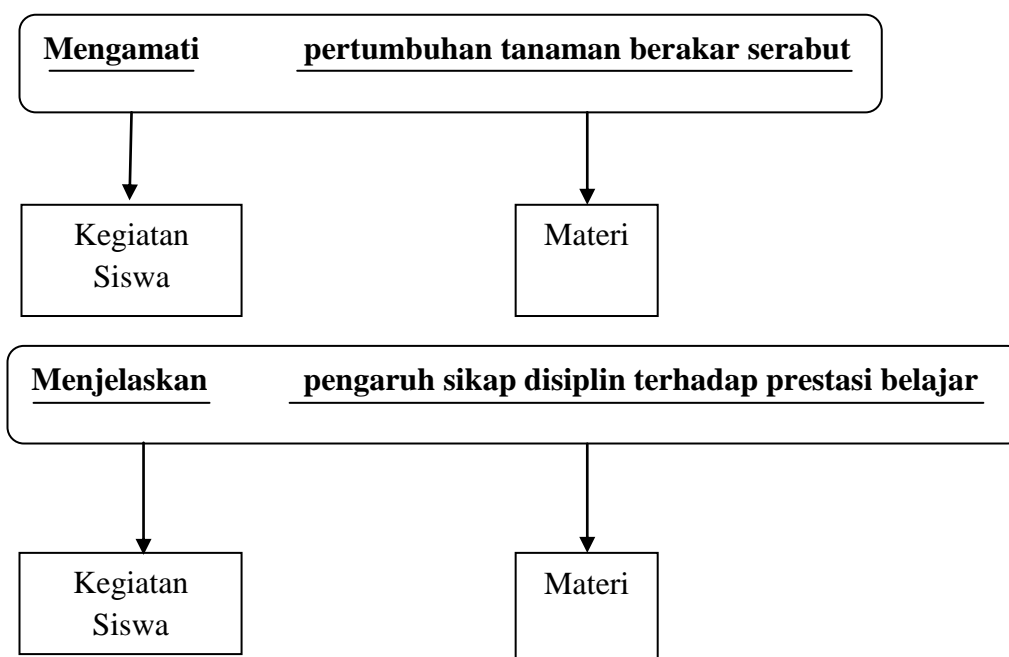 Mengamati pertumbuhan tanaman berakar serabut
Kegiatan
Siswa
Materi
Menjelaskan pengaruh sikap disiplin terhadap prestasi belajar
Kegiatan
Siswa
Materi